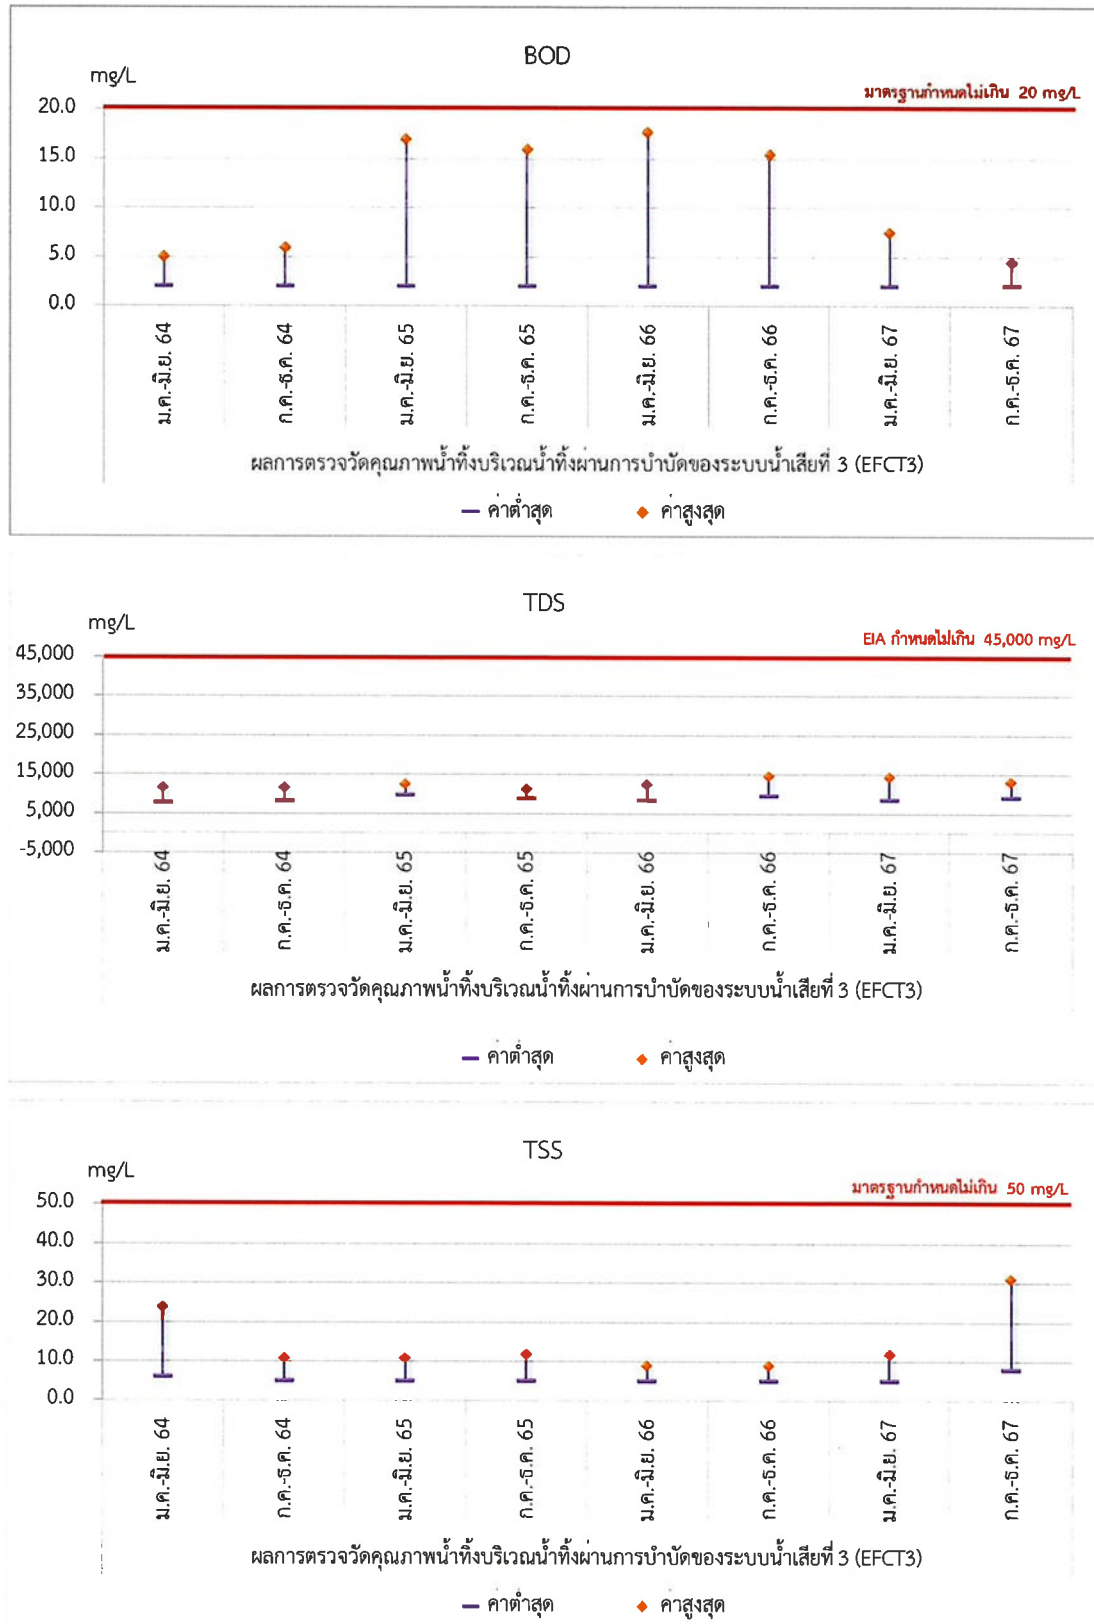 BOD
mg/L
มาตรฐานกำหนดไม่เกิน 20 mg/L
20.0
15.0
10.0
5.0
0.0
ม.ค.-มิ.ย. 64
ก.ค.-ธ.ค. 64
ม.ค.-มิ.ย. 65
ก.ค.-ธ.ค. 65
ม.ค.-มิ.ย. 66
ก.ค.-ธ.ค. 66
ม.ค.-มิ.ย. 67
ก.ค.-ธ.ค. 67
ผลการตรวจวัดคุณภาพน้ำทิ้งบริเวณน้ำทิ้งผ่านการบำบัดของระบบน้ำเสียที่ 3 (EFCT3)
ค่าต่ำสุด ค่าสูงสุด
TDS
mg/L
EIA กำหนดไม่เกิน 45,000 mg/L
45,000
35,000
25,000
15,000
5,000
-5,000
ม.ค.-มิ.ย. 64
ก.ค.-ธ.ค. 64
ม.ค.-มิ.ย. 65
ก.ค.-ธ.ค. 65
ม.ค.-มิ.ย. 66
ก.ค.-ธ.ค. 66
ม.ค.-มิ.ย. 67
ก.ค.-ธ.ค. 67
ผลการตรวจวัดคุณภาพน้ำทิ้งบริเวณน้ำทิ้งผ่านการบำบัดของระบบน้ำเสียที่ 3 (EFCT3)
ค่าต่ำสุด ค่าสูงสุด
TSS
mg/L
มาตรฐานกำหนดไม่เกิน 50 mg/L
50.0
40.0
30.0
20.0
10.0
0.0
ม.ค.-มิ.ย. 64
ก.ค.-ธ.ค. 64
ม.ค.-มิ.ย. 65
ก.ค.-ธ.ค. 65
ม.ค.-มิ.ย. 66
ก.ค.-ธ.ค. 66
ม.ค.-มิ.ย. 67
ก.ค.-ธ.ค. 67
ผลการตรวจวัดคุณภาพน้ำทิ้งบริเวณน้ำทิ้งผ่านการบำบัดของระบบน้ำเสียที่ 3 (EFCT3)
ค่าต่ำสุด ค่าสูงสุด